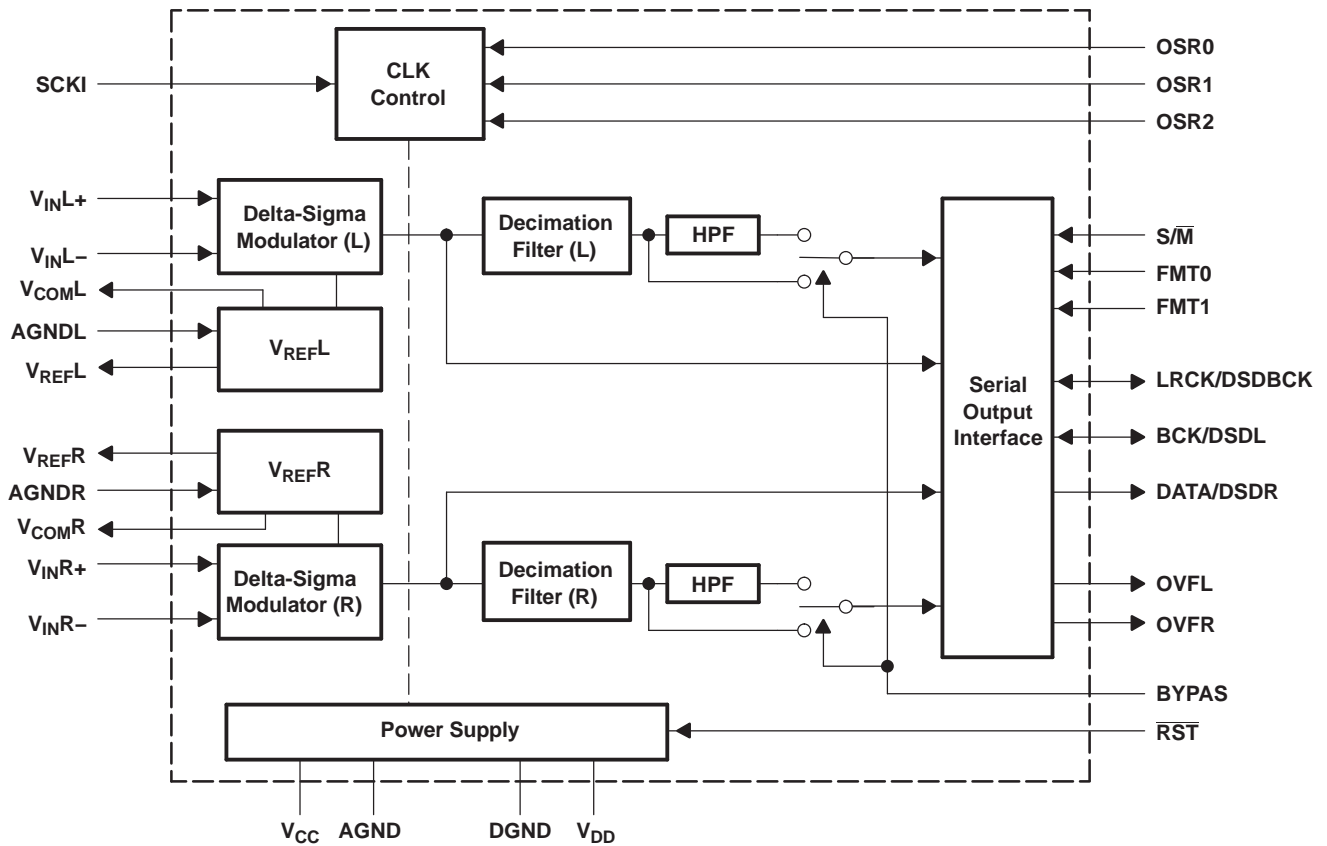 SCKI
CLK
Control
OSR0
OSR1
OSR2
VINL+
VINL−
VCOML
AGNDL
VREFL
Delta-Sigma
Modulator (L)
VREFL
Decimation
Filter (L)
HPF
Serial
Output
Interface
S/M̅
FMT0
FMT1
LRCK/DSDBCK
BCK/DSDL
DATA/DSDR
OVFL
OVFR
BYPAS
R̅S̅T̅
VREFR
AGNDR
VCOMR
VINR+
VINR−
VREFR
Delta-Sigma
Modulator (R)
Decimation
Filter (R)
HPF
Power Supply
VCC
AGND
DGND
VDD